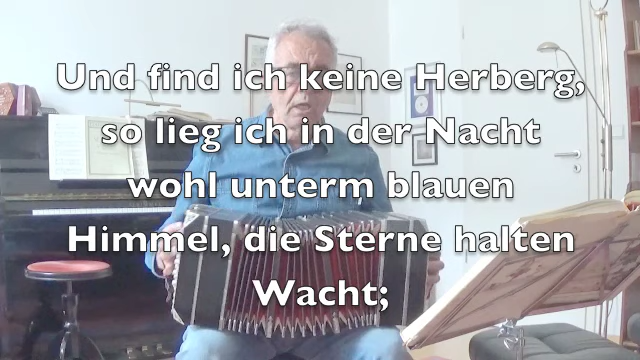 Und find ich keine Herberg,
so lieg ich in der Nacht
wohl unterm blauen
Himmel, die Sterne halten
Wacht;